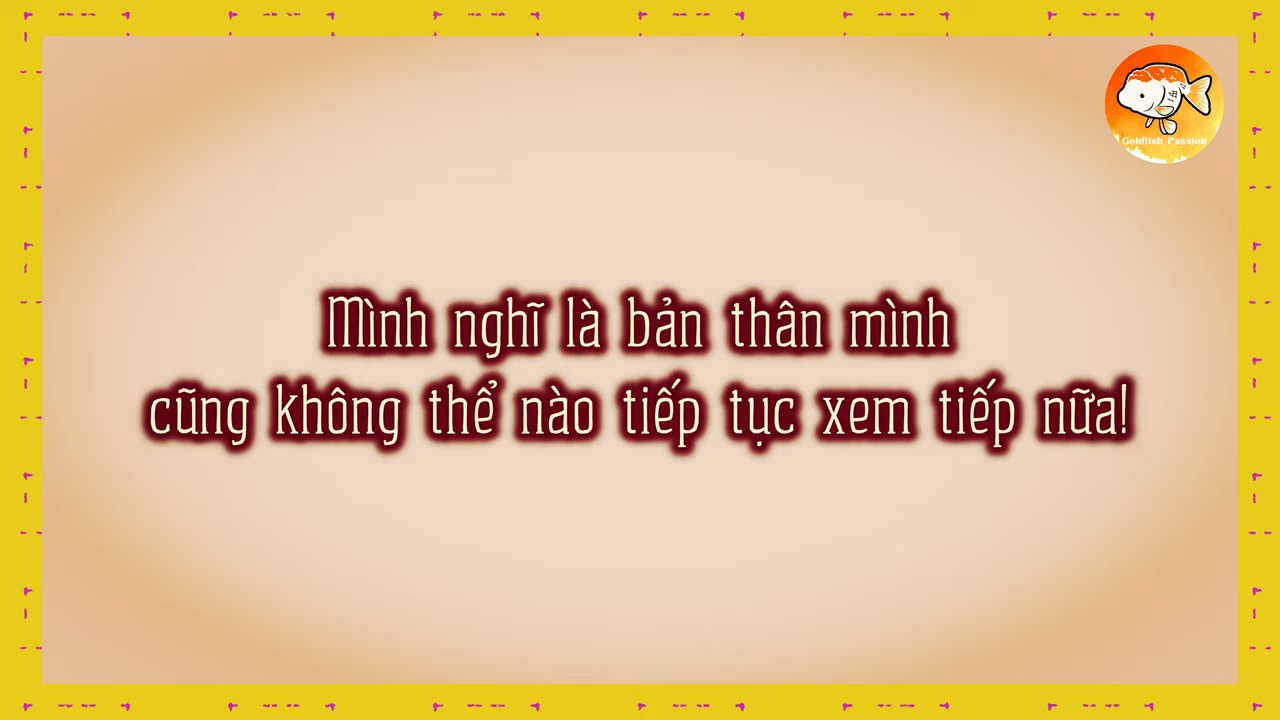 Goldfish Passion
Mình nghĩ là bản thân mình
cũng không thể nào tiếp tục xem tiếp nữa!